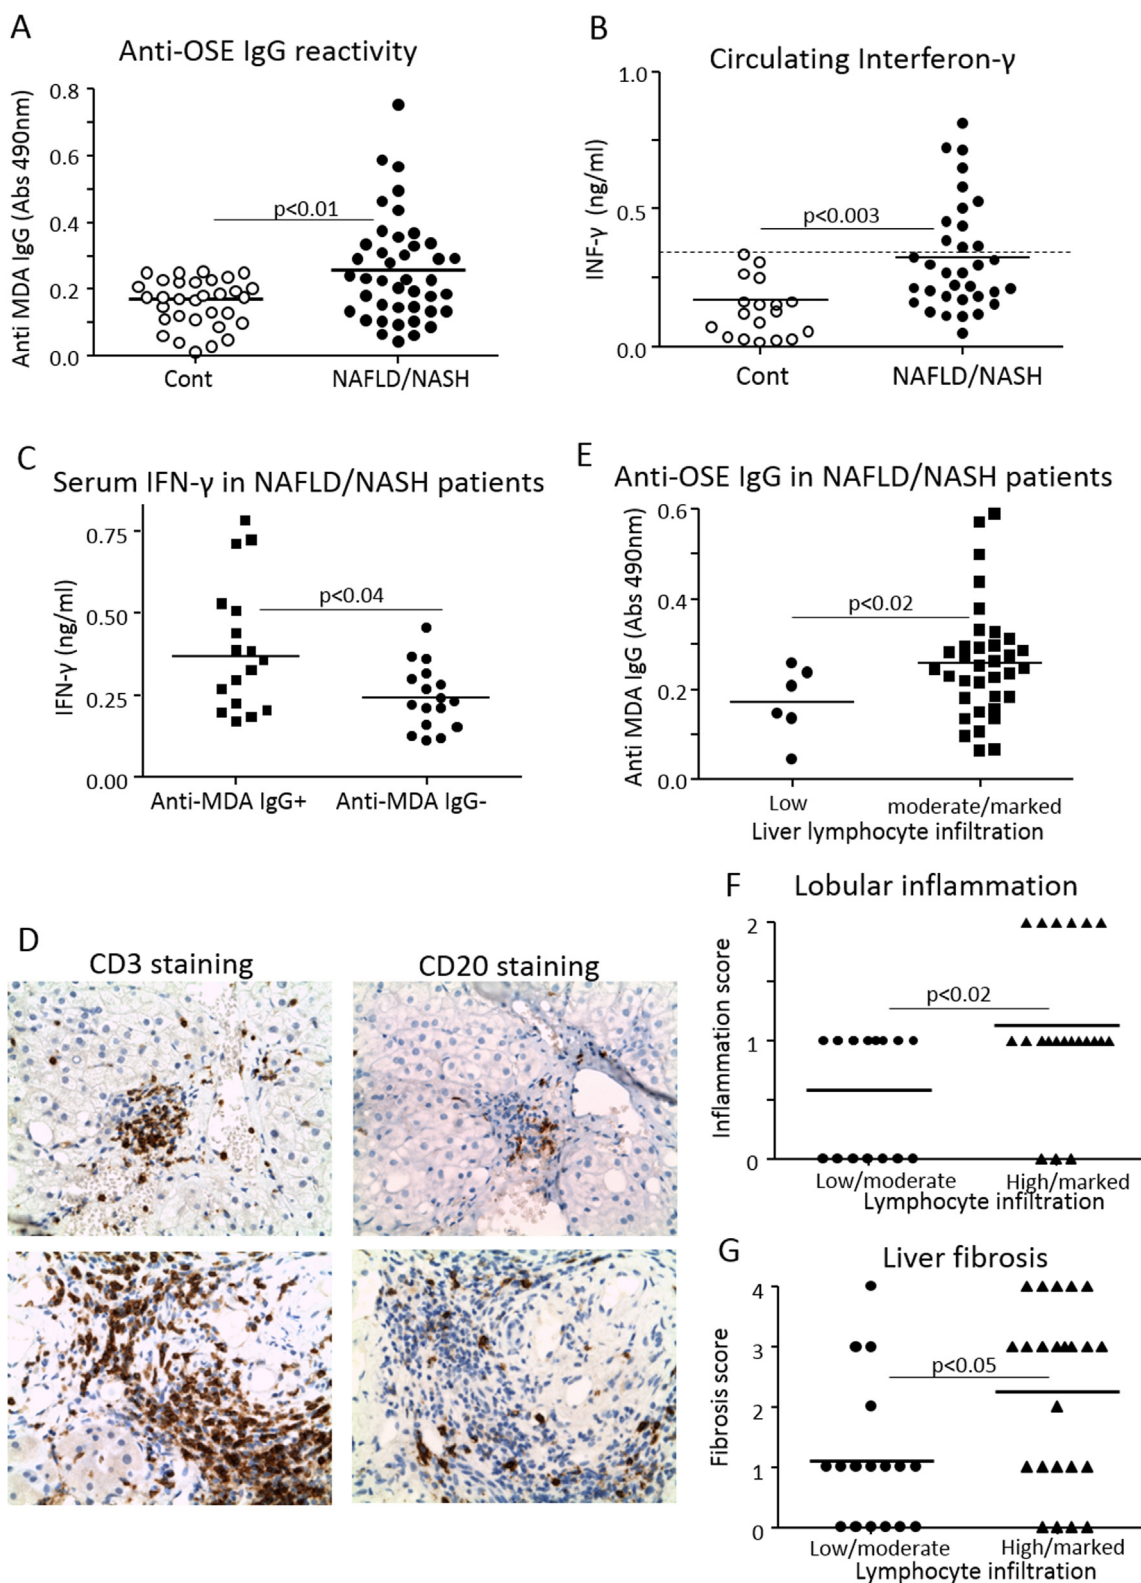 A
Anti-OSE IgG reactivity
Anti MDA IgG (Abs 490nm)
0.8
0.6
0.4
0.2
0.0
p<0.01
Cont
NAFLD/NASH
B
Circulating Interferon-γ
INF-γ (ng/ml)
1.0
0.5
0.0
p<0.003
Cont
NAFLD/NASH
C
Serum IFN-γ in NAFLD/NASH patients
IFN-γ (ng/ml)
0.75
0.50
0.25
0.00
p<0.04
Anti-MDA IgG+
Anti-MDA IgG-
E
Anti-OSE IgG in NAFLD/NASH patients
Anti MDA IgG (Abs 490nm)
0.6
0.4
0.2
0.0
p<0.02
Low
moderate/marked
Liver lymphocyte infiltration
D
CD3 staining
CD20 staining
F
Lobular inflammation
Inflammation score
2
1
0
p<0.02
Low/moderate
High/marked
Lymphocyte infiltration
G
Liver fibrosis
Fibrosis score
4
3
2
1
0
p<0.05
Low/moderate
High/marked
Lymphocyte infiltration